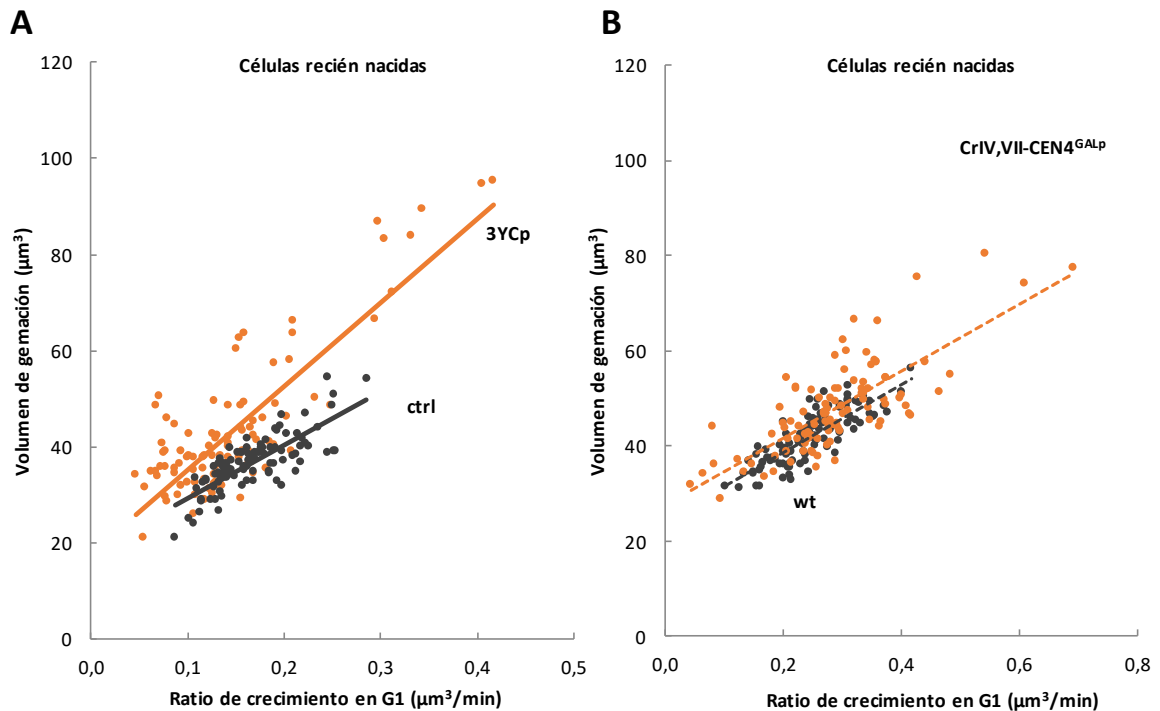 A
Células recién nacidas
120
100
80
60
40
20
0
Volumen de gemación (µm³)
3YCp
ctrl
0,0 0,1 0,2 0,3 0,4 0,5
Ratio de crecimiento en G1 (µm³/min)
B
Células recién nacidas
120
100
80
60
40
20
0
Volumen de gemación (µm³)
CrIV,VII-CEN4GALp
wt
0,0 0,2 0,4 0,6 0,8
Ratio de crecimiento en G1 (µm³/min)